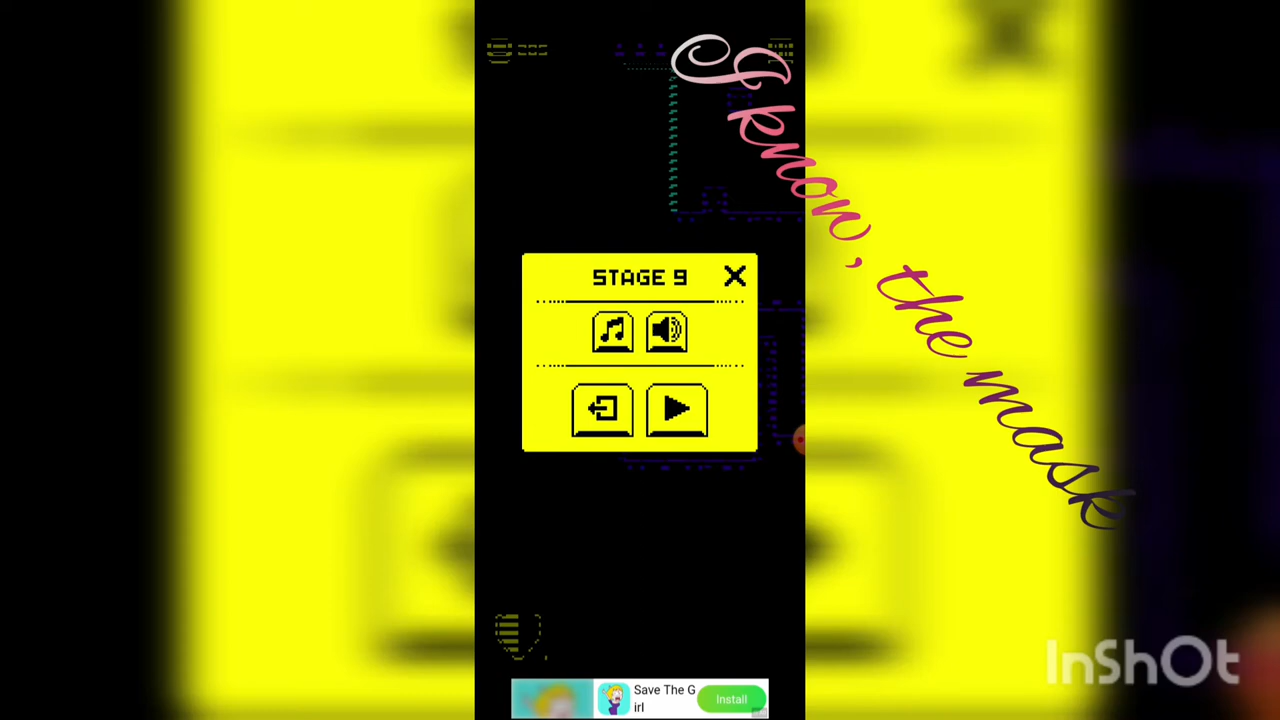 I know, the mask
STAGE 9
Save The G
irl
Install
InShOt